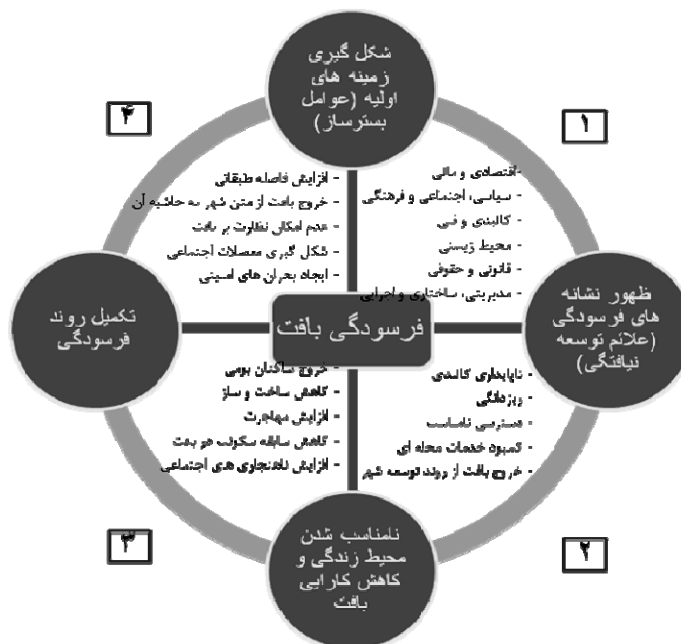 شکل گیری
زمینه های
اولیه (عوامل
بسترساز)
۴
۱
- افزایش فاصله طبقاتی
- خروج بافت از متن شهر به حاشیه آن
- عدم امکان نظارت بر بافت
- شکل گیری معضلات اجتماعی
- ایجاد بحران های امنیتی
- اقتصادی و مالی
- سیاسی، اجتماعی و فرهنگی
- کالبدی و فنی
- محیط زیستی
- قانونی و حقوقی
- مدیریتی، ساختاری و اجرایی
ظهور نشانه
های فرسودگی
(علائم توسعه
نیافتگی)
فرسودگی بافت
تکمیل روند
فرسودگی
- ناپایداری کالبدی
- ریزدانگی
- دسترسی نامناسب
- کمبود خدمات محله ای
- خروج بافت از روند توسعه شهر
- خروج ساکنان بومی
- کاهش ساخت و ساز
- افزایش مهاجرت
- کاهش سابقه سکونت در بافت
- افزایش ناهنجاری های اجتماعی
۲
۳
نامناسب شدن
محیط زندگی و
کاهش کارایی
بافت